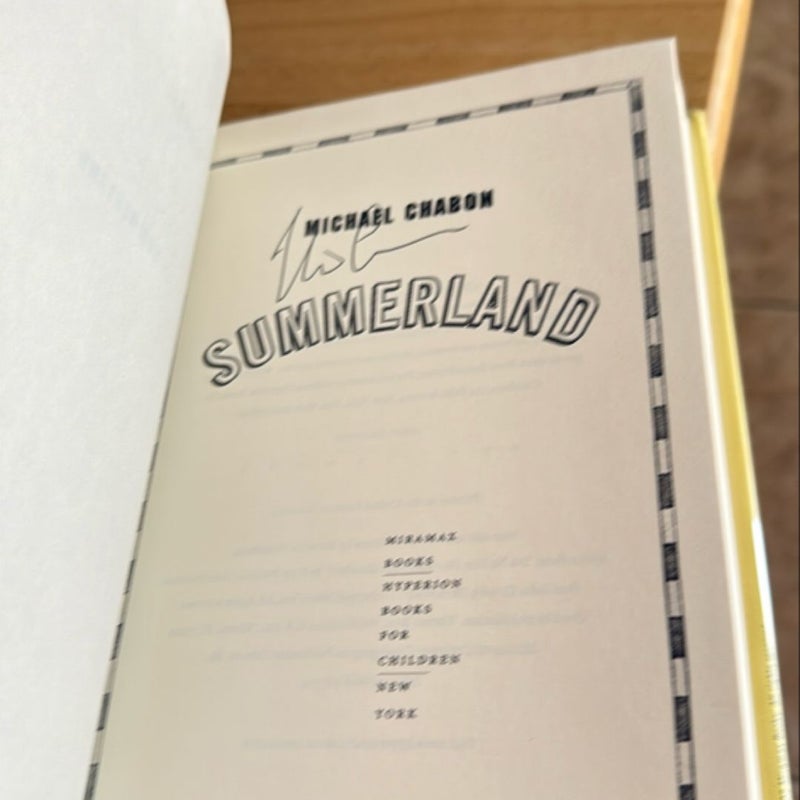 MICHAEL CHABON
SUMMERLAND
MIRAMAX
BOOKS
HYPERION
BOOKS
FOR
CHILDREN
NEW
YORK